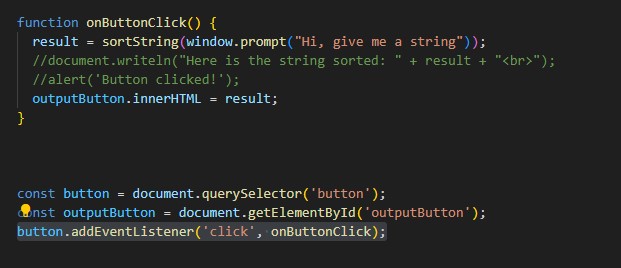 function onButtonClick() {
result = sortString(window.prompt("Hi, give me a string"));
//document.writeln("Here is the string sorted: " + result + "<br>");
//alert('Button clicked!');
outputButton.innerHTML = result;
}
const button = document.querySelector('button');
const outputButton = document.getElementById('outputButton');
button.addEventListener('click', onButtonClick);